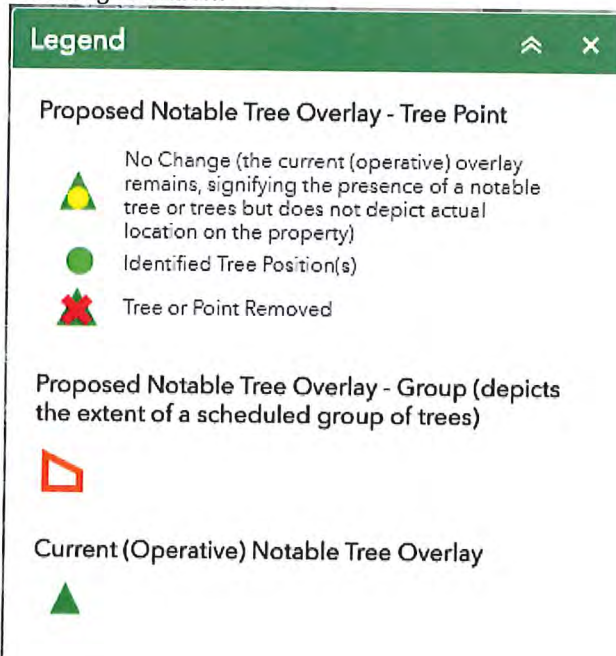 Legend
Proposed Notable Tree Overlay - Tree Point
No Change (the current (operative) overlay
remains, signifying the presence of a notable
tree or trees but does not depict actual
location on the property)
Identified Tree Position(s)
Tree or Point Removed
Proposed Notable Tree Overlay - Group (depicts
the extent of a scheduled group of trees)
Current (Operative) Notable Tree Overlay